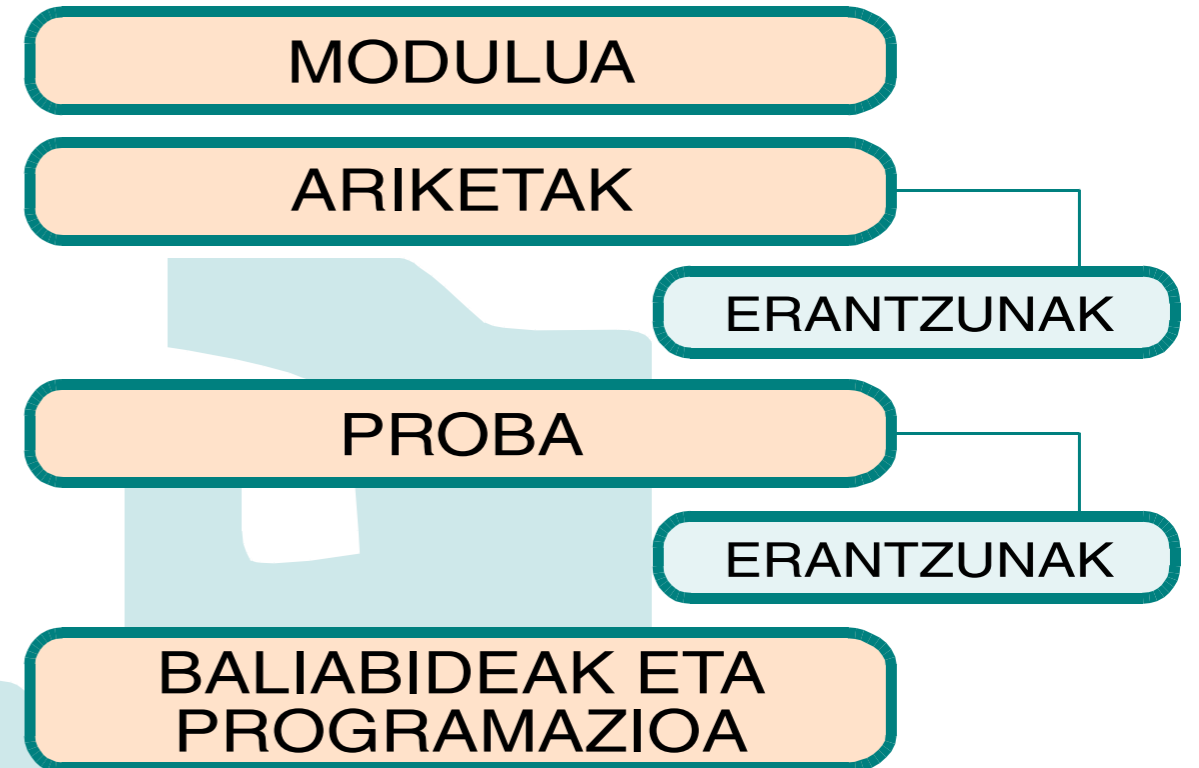 MODULUA
ARIKETAK
ERANTZUNAK
PROBA
ERANTZUNAK
BALIABIDEAK ETA
PROGRAMAZIOA